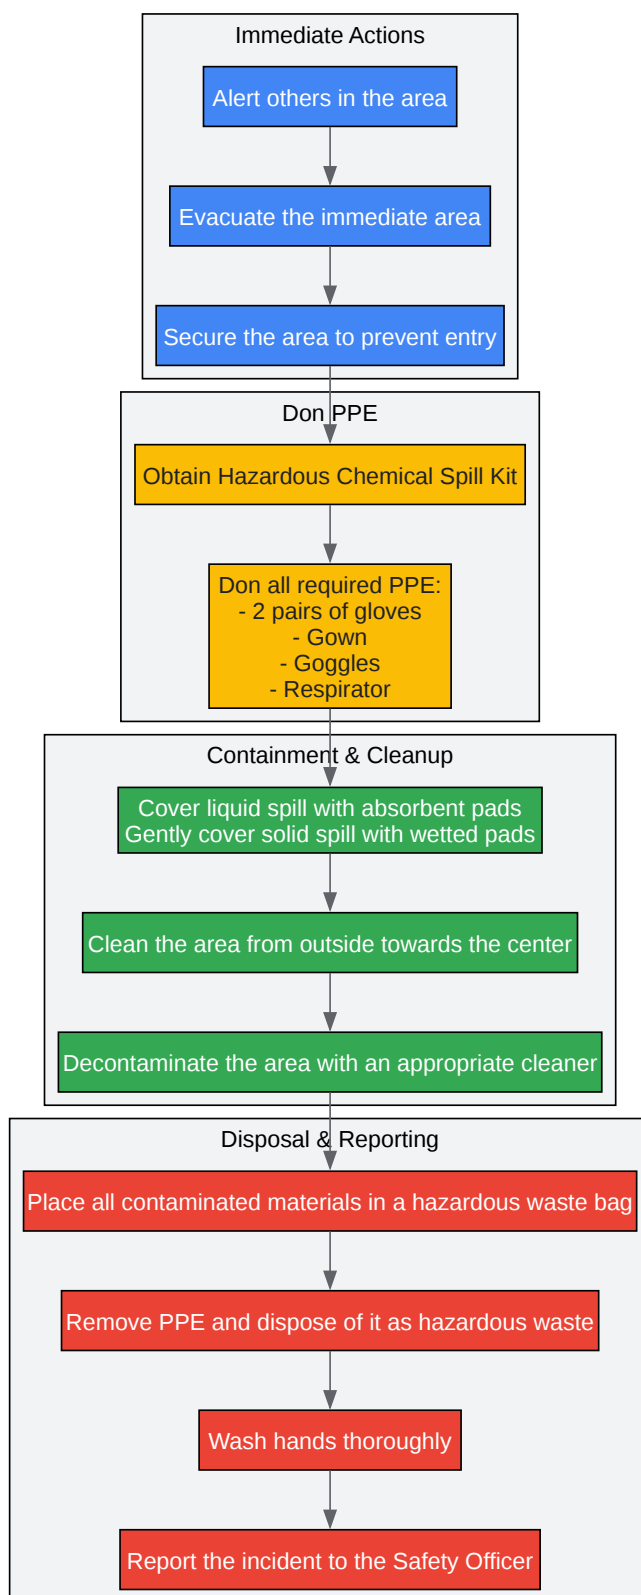 Immediate Actions
Alert others in the area
Evacuate the immediate area
Secure the area to prevent entry
Don PPE
Obtain Hazardous Chemical Spill Kit
Don all required PPE:
- 2 pairs of gloves
- Gown
- Goggles
- Respirator
Containment & Cleanup
Cover liquid spill with absorbent pads
Gently cover solid spill with wetted pads
Clean the area from outside towards the center
Decontaminate the area with an appropriate cleaner
Disposal & Reporting
Place all contaminated materials in a hazardous waste bag
Remove PPE and dispose of it as hazardous waste
Wash hands thoroughly
Report the incident to the Safety Officer